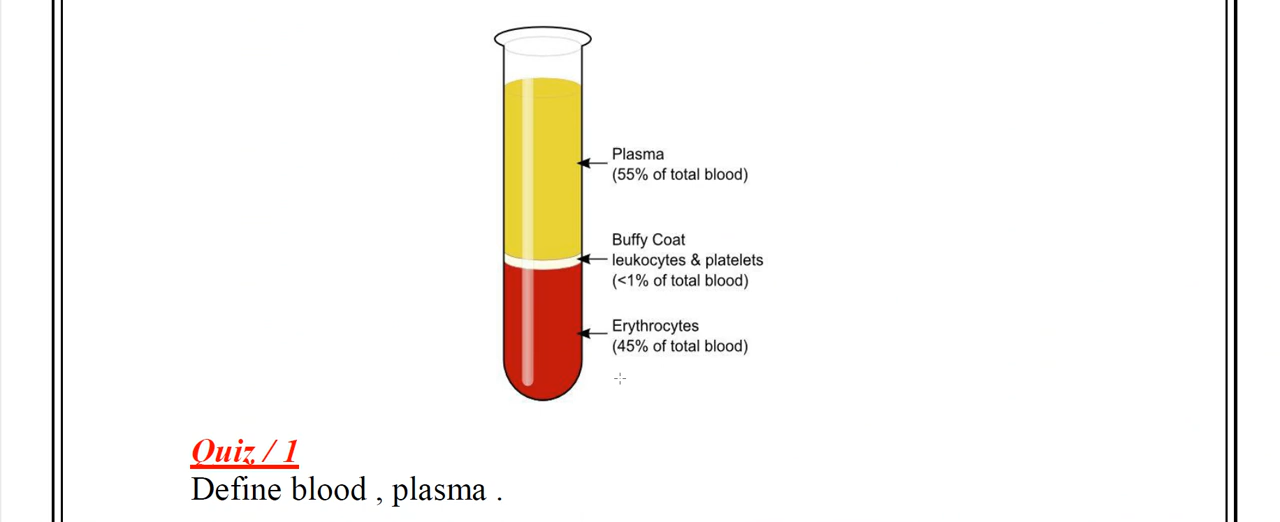 Plasma
(55% of total blood)
Buffy Coat
leukocytes & platelets
(<1% of total blood)
Erythrocytes
(45% of total blood)
Quiz / 1
Define blood , plasma .